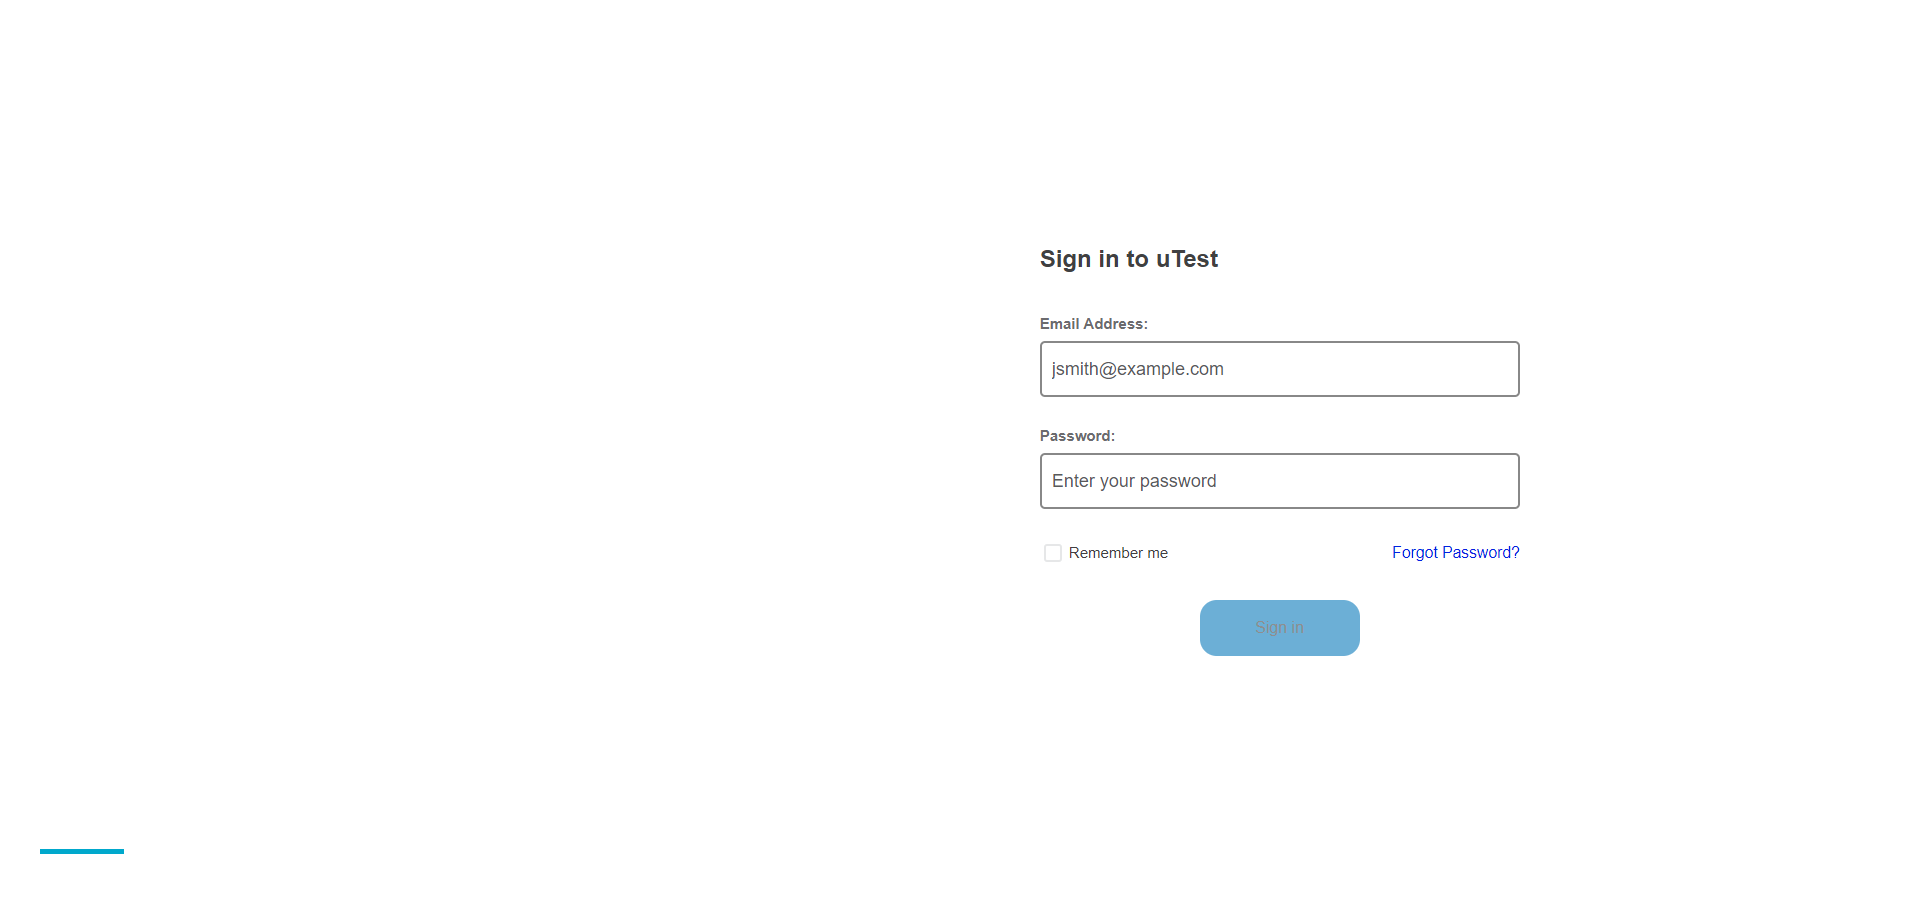 Sign in to uTest
Email Address:
jsmith@example.com
Password:
Enter your password
Remember me
Forgot Password?
Sign in